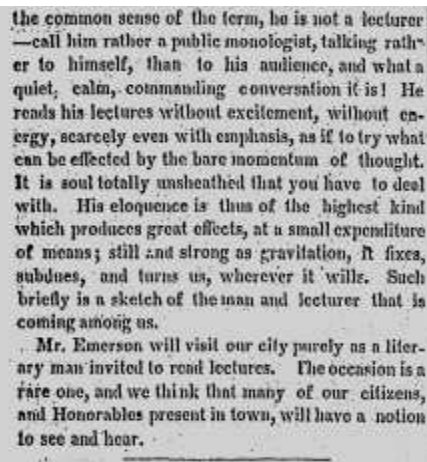 the common sense of the term, he is not a lecturer
—call him rather a public monologist, talking rath-
er to himself, than to his audience, and what a
quiet, calm, commanding conversation it is! He
reads his lectures without excitement, without en-
ergy, scarcely even with emphasis, as if to try what
can be effected by the bare momentum of thought.
It is soul totally unsheathed that you have to deal
with. His eloquence is thus of the highest kind
which produces great effects, at a small expenditure
of means; still and strong as gravitation, it fixes,
subdues, and turns us, wherever it wills. Such
briefly is a sketch of the man and lecturer that is
coming among us.
Mr. Emerson will visit our city purely as a liter-
ary man invited to read lectures. The occasion is a
rare one, and we think that many of our citizens,
and Honorables present in town, will have a notion
to see and hear.